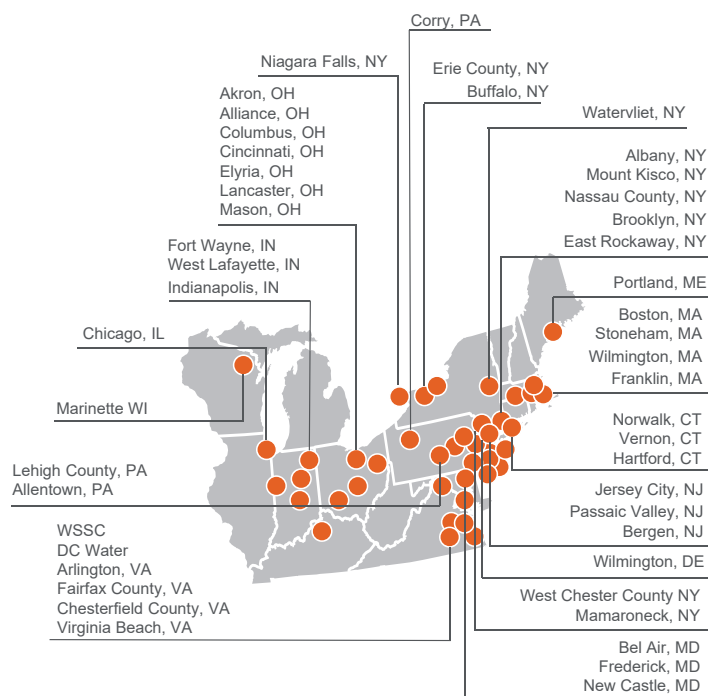 Corry, PA
Niagara Falls, NY
Erie County, NY
Buffalo, NY
Akron, OH
Alliance, OH
Columbus, OH
Cincinnati, OH
Elyria, OH
Lancaster, OH
Mason, OH
Watervliet, NY
Albany, NY
Mount Kisco, NY
Nassau County, NY
Brooklyn, NY
East Rockaway, NY
Fort Wayne, IN
West Lafayette, IN
Indianapolis, IN
Portland, ME
Boston, MA
Stoneham, MA
Wilmington, MA
Franklin, MA
Chicago, IL
Marinette WI
Norwalk, CT
Vernon, CT
Hartford, CT
Lehigh County, PA
Allentown, PA
Jersey City, NJ
Passaic Valley, NJ
Bergen, NJ
WSSC
DC Water
Arlington, VA
Fairfax County, VA
Chesterfield County, VA
Virginia Beach, VA
Wilmington, DE
West Chester County NY
Mamaroneck, NY
Bel Air, MD
Frederick, MD
New Castle, MD